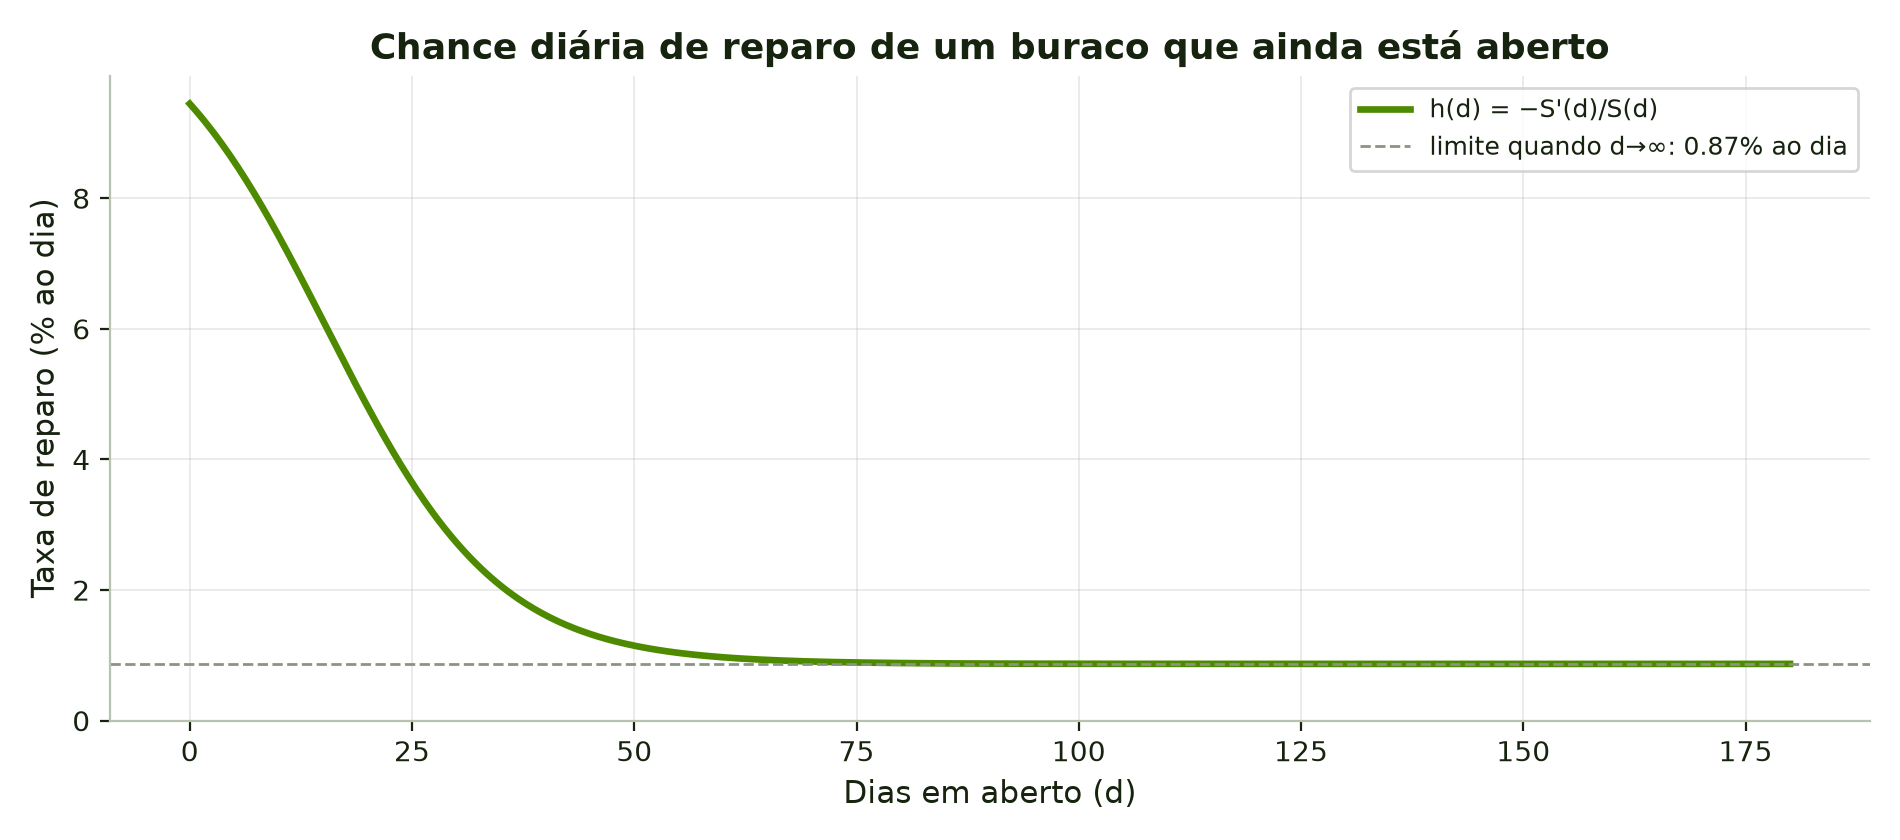 Chance diária de reparo de um buraco que ainda está aberto
h(d) = −S'(d)/S(d)
limite quando d→∞: 0.87% ao dia
Taxa de reparo (% ao dia)
8
6
4
2
0
0 25 50 75 100 125 150 175
Dias em aberto (d)